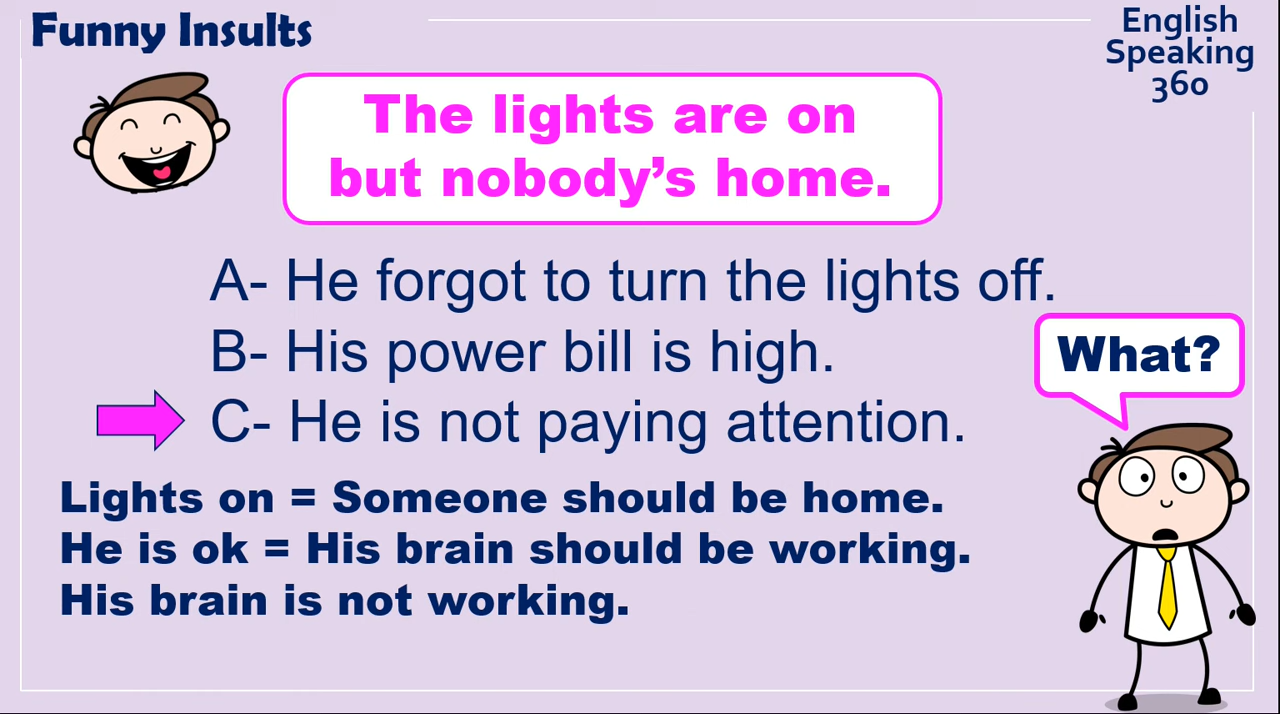 Funny Insults
English
Speaking
360
The lights are on
but nobody’s home.
A- He forgot to turn the lights off.
B- His power bill is high.
What?
C- He is not paying attention.
Lights on = Someone should be home.
He is ok = His brain should be working.
His brain is not working.